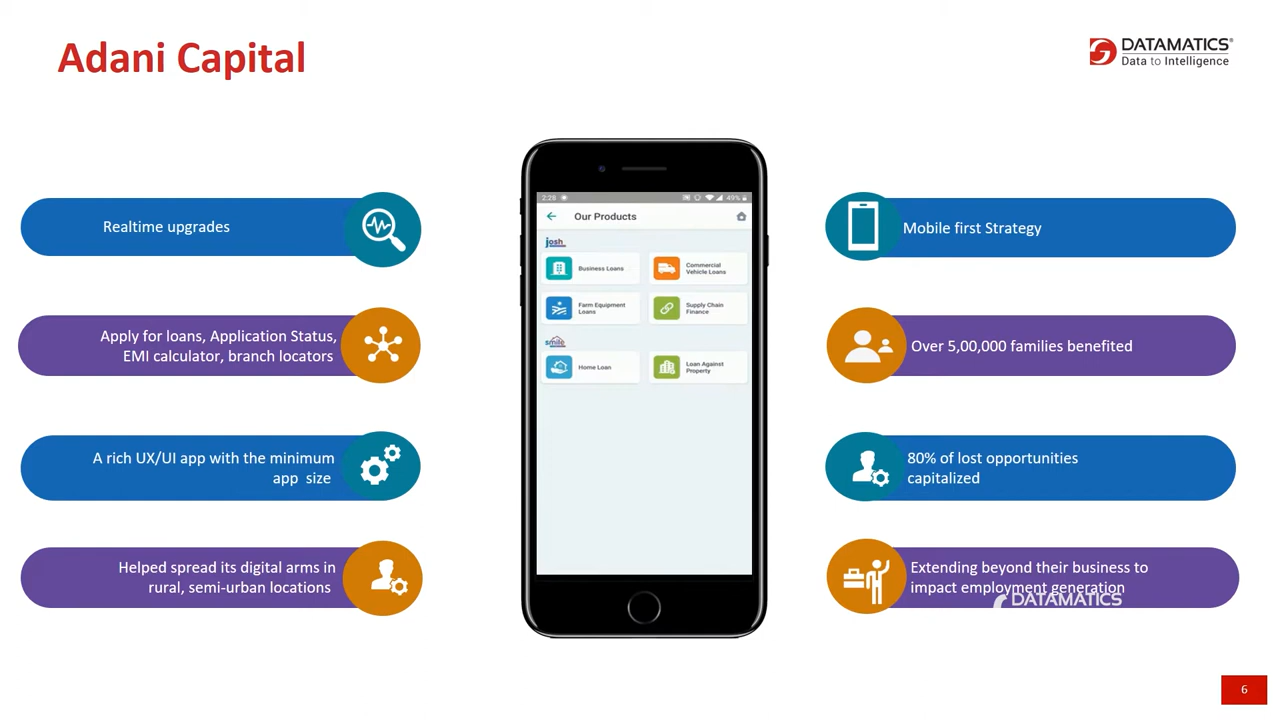 Adani Capital
DATAMATICS®
Data to Intelligence
Realtime upgrades
Apply for loans, Application Status,
EMI calculator, branch locators
A rich UX/UI app with the minimum
app size
Helped spread its digital arms in
rural, semi-urban locations
2:28
49%
Our Products
josh
Business Loans
Commercial
Vehicle Loans
Farm Equipment
Loans
Supply Chain
Finance
smile
Home Loan
Loan Against
Property
Mobile first Strategy
Over 5,00,000 families benefited
80% of lost opportunities
capitalized
Extending beyond their business to
impact employment generation
DATAMATICS
6